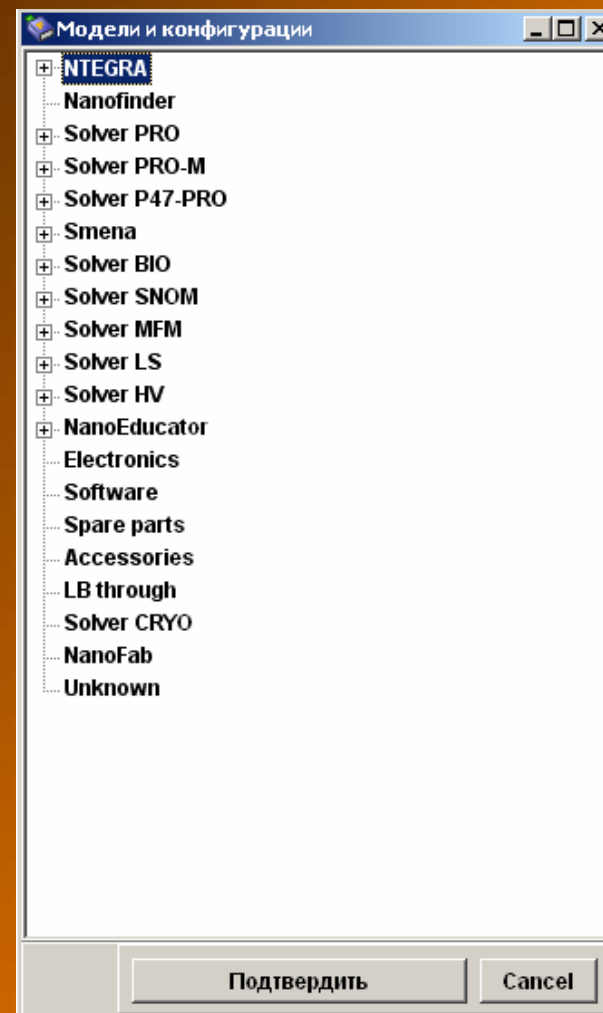 Модели и конфигурации
NTEGRA
Nanofinder
Solver PRO
Solver PRO-M
Solver P47-PRO
Smena
Solver BIO
Solver SNOM
Solver MFM
Solver LS
Solver HV
NanoEducator
Electronics
Software
Spare parts
Accessories
LB through
Solver CRYO
NanoFab
Unknown
Подтвердить Cancel